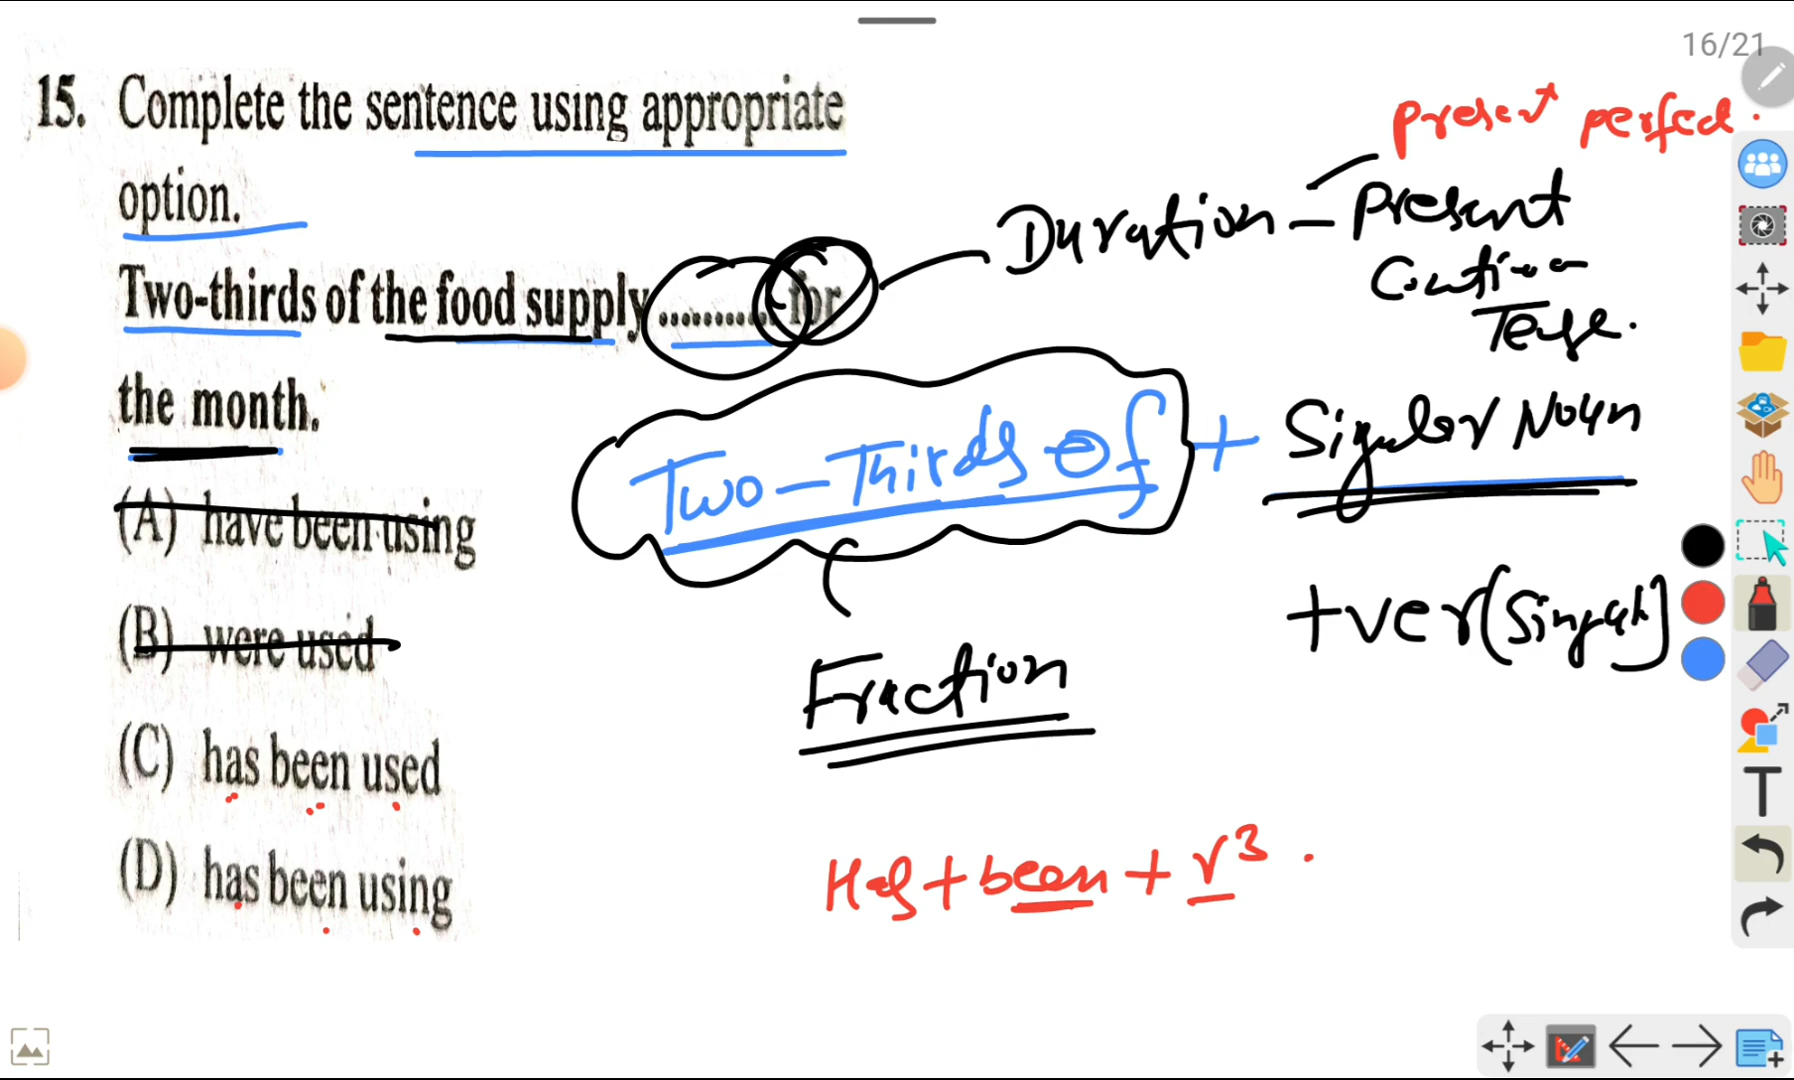 16/21
15. Complete the sentence using appropriate
option.
Two-thirds of the food supply ............ for
the month.
(A) have been using
(B) were used
(C) has been used
(D) has been using
present perfect.
Duration - Present
Tense.
Two-Thirds of + Singular Noun
+ver(Singular)
Fraction
Has + been + v3.
T